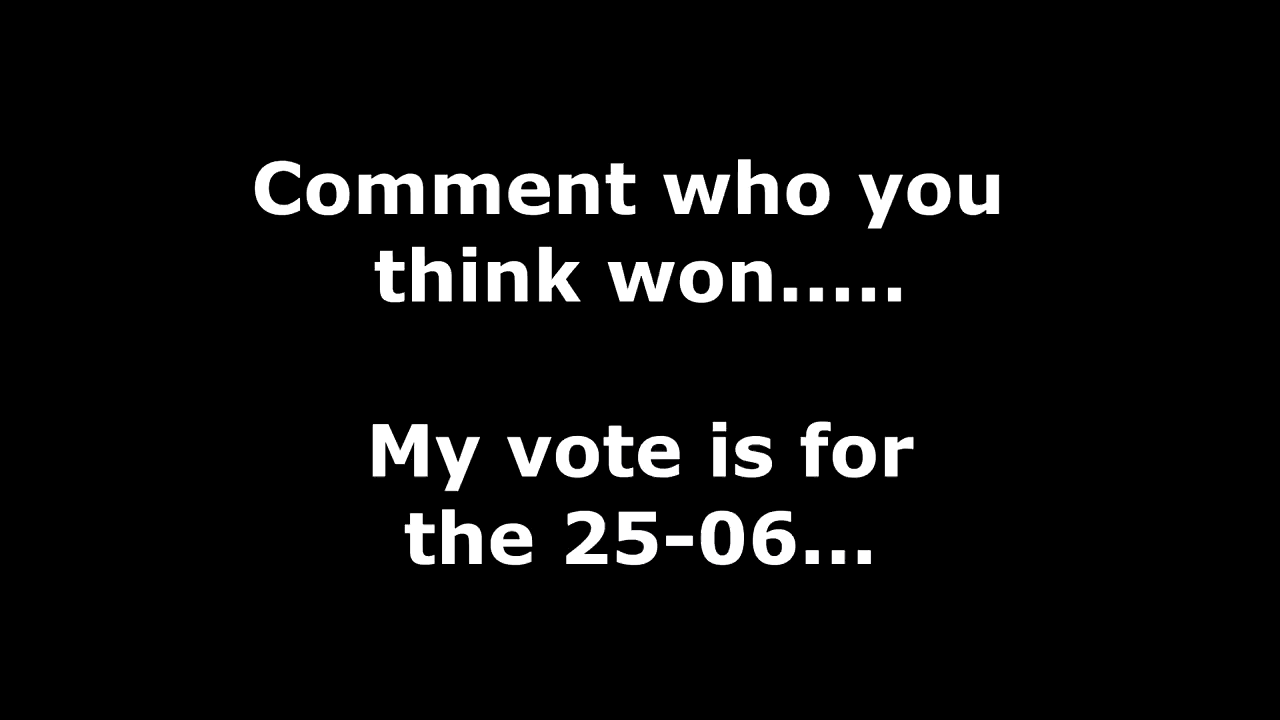 Comment who you
think won.....
My vote is for
the 25-06...